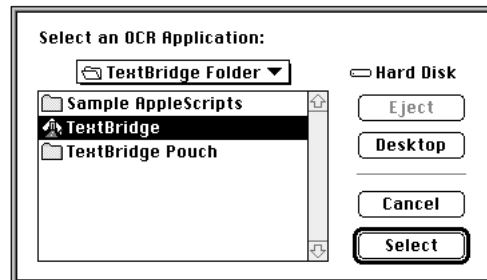 Select an OCR Application:
TextBridge Folder
Hard Disk
Sample AppleScripts
TextBridge
TextBridge Pouch
Eject
Desktop
Cancel
Select